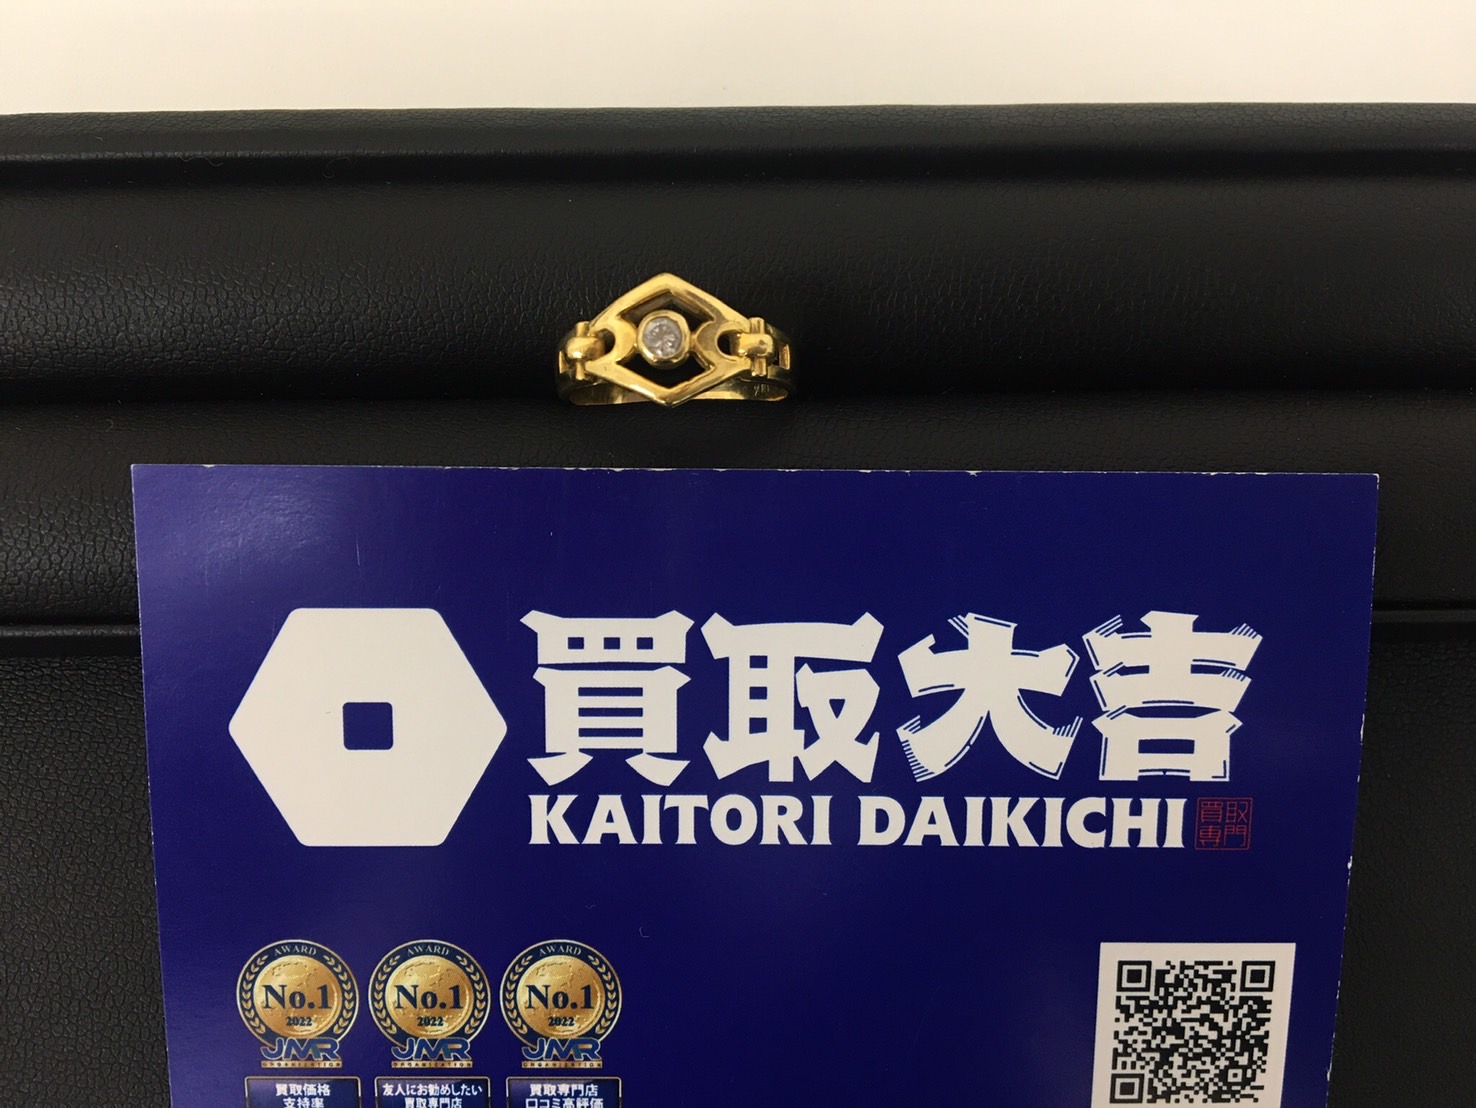 買取大吉
KAITORI DAIKICHI
買取
専門
AWARD
No.1
2022
JMR
ORGANIZATION
買取価格
支持率
AWARD
No.1
2022
JMR
ORGANIZATION
友人にお勧めしたい
買取専門店
AWARD
No.1
2022
JMR
ORGANIZATION
買取専門店
口コミ高評価